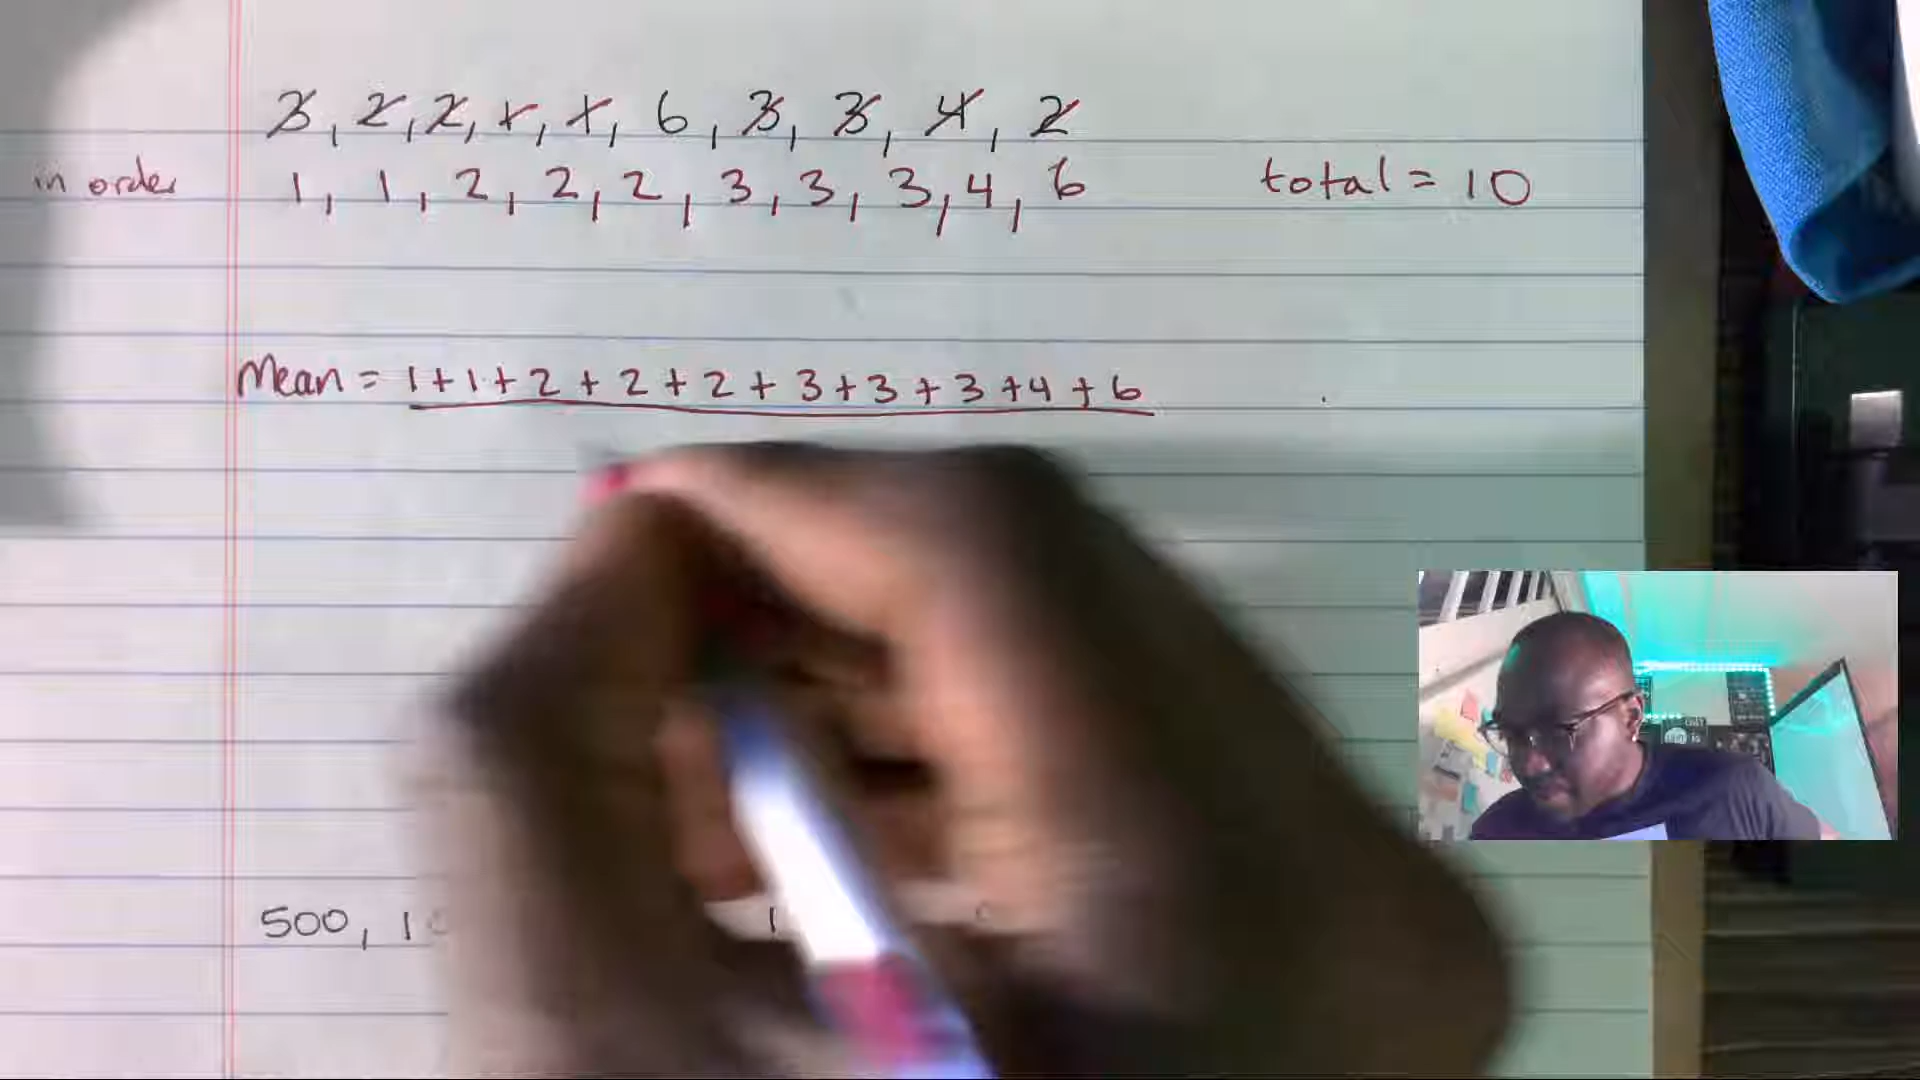 3, 2, 2, 1, 1, 6, 3, 3, 4, 2
in order 1, 1, 2, 2, 2, 3, 3, 3, 4, 6 total = 10
Mean = 1+1+2+2+2+3+3+3+4+6
500, 1